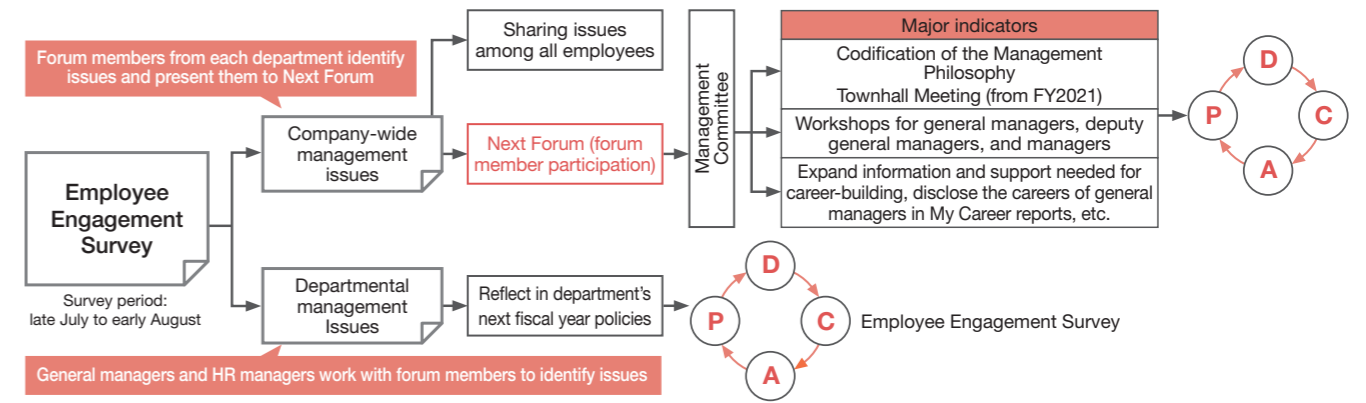 Forum members from each department identify
issues and present them to Next Forum
Sharing issues
among all employees
Company-wide
management
issues
Next Forum (forum
member participation)
Management
Committee
Major indicators
Codification of the Management
Philosophy
Townhall Meeting (from FY2021)
Workshops for general managers, deputy
general managers, and managers
Expand information and support needed for
career-building, disclose the careers of general
managers in My Career reports, etc.
D
P
C
A
Employee
Engagement
Survey
Survey period:
late July to early August
Departmental
management
Issues
Reflect in department's
next fiscal year policies
D
P
C
A
Employee Engagement Survey
General managers and HR managers work with forum members to identify issues